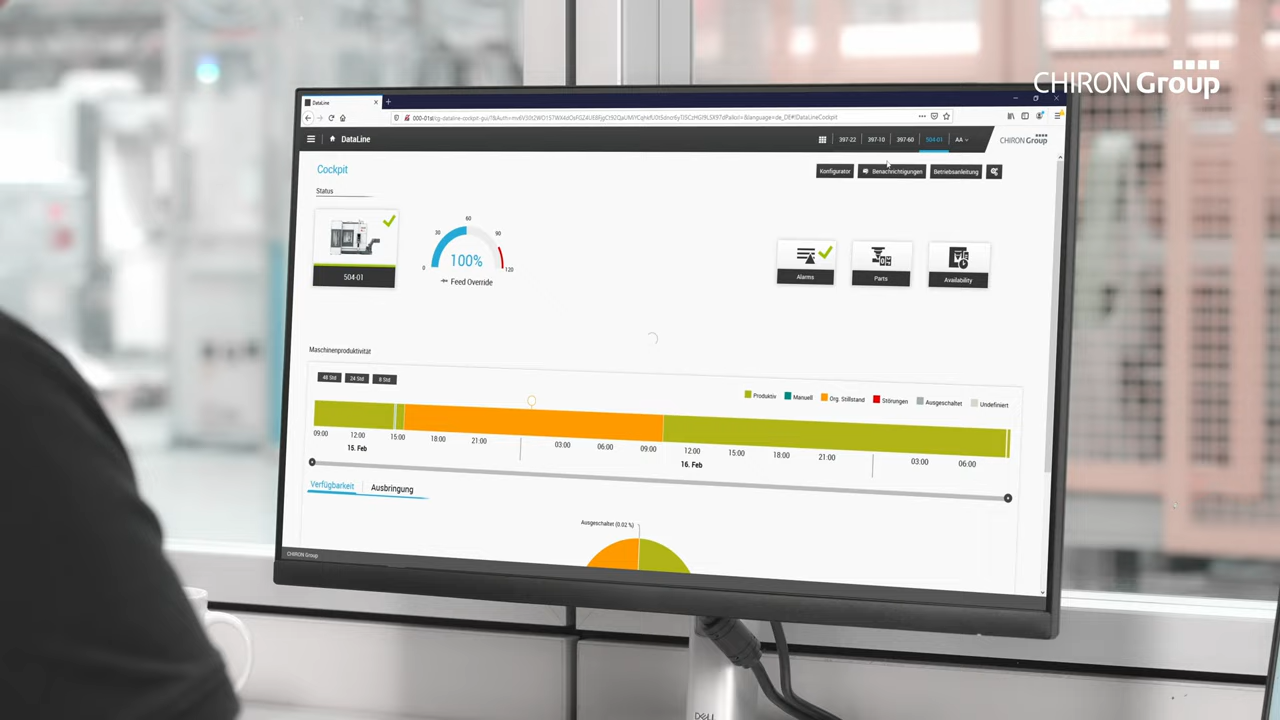 CHIRON Group
DataLine
DataLine
397-22
397-10
397-60
504-01
AA
CHIRON Group
Cockpit
Konfigurator
Benachrichtigungen
Betriebsanleitung
Status
504-01
0
30
60
90
120
100%
Feed Override
Alarms
Parts
Availability
Maschinenproduktivität
48 Std
24 Std
8 Std
Produktiv
Manuell
Org. Stillstand
Störungen
Ausgeschaltet
Undefiniert
09:00
12:00
15:00
18:00
21:00
03:00
06:00
09:00
12:00
15:00
18:00
21:00
03:00
06:00
15. Feb
16. Feb
Verfügbarkeit
Ausbringung
Ausgeschaltet (0.02 %)
CHIRON Group
DELL